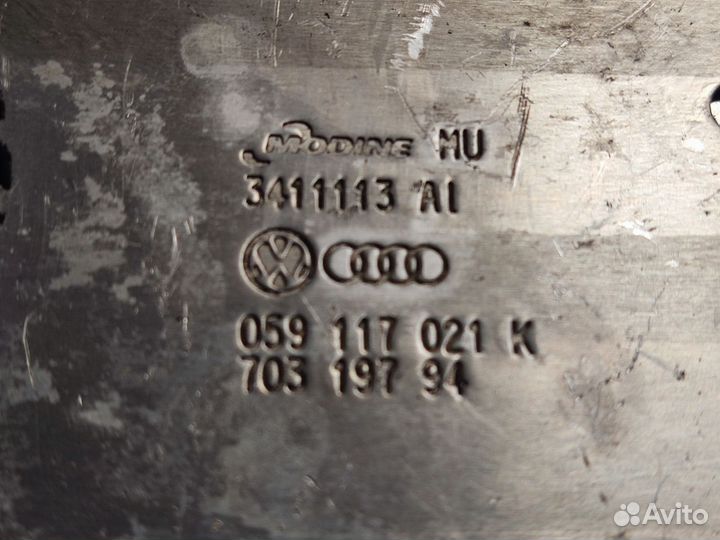 MODINE MU
3411113 AI
059 117 021 K
703 197 94
Avito